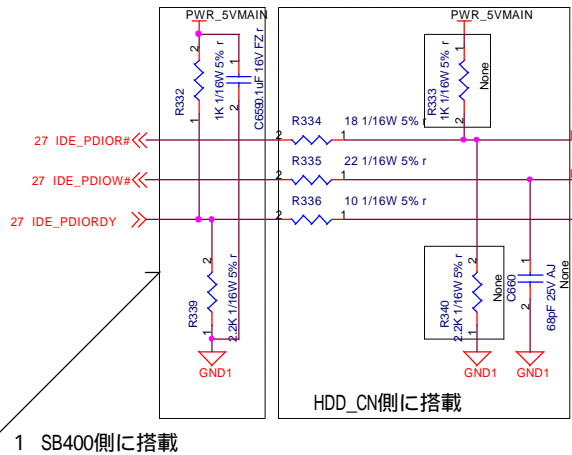 PWR_5VMAIN
PWR_5VMAIN
2
R332
1K 1/16W 5% r
1
1
C659
0.1uF 16V FZ r
2
1
R333
1K 1/16W 5% r
2
None
27 IDE_PDIOR#
2
R334
1
18 1/16W 5% r
27 IDE_PDIOW#
2
R335
1
22 1/16W 5% r
27 IDE_PDIORDY
2
R336
1
10 1/16W 5% r
2
R339
2.2K 1/16W 5% r
1
2
R340
2.2K 1/16W 5% r
1
None
1
C660
68pF 25V AJ
2
None
GND1
GND1
GND1
HDD_CN側に搭載
1 SB400側に搭載